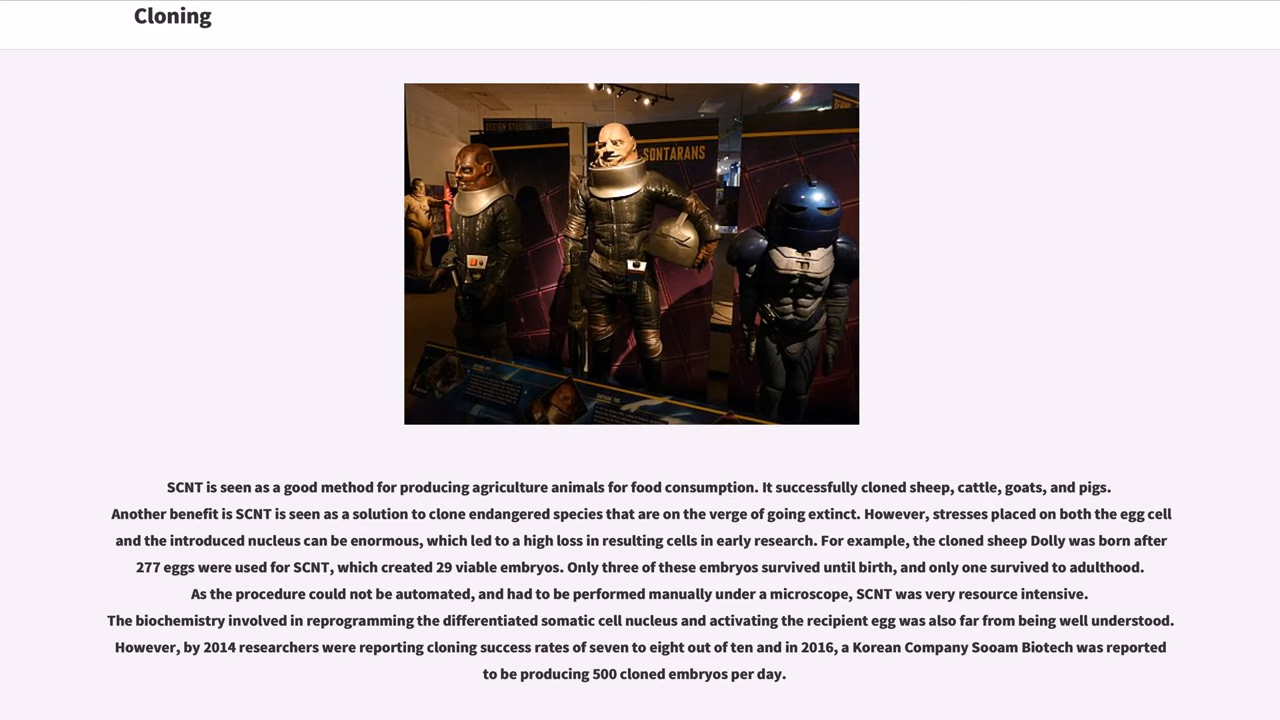 Cloning
DESIGN STUDIO
SONTARANS
SCNT is seen as a good method for producing agriculture animals for food consumption. It successfully cloned sheep, cattle, goats, and pigs.
Another benefit is SCNT is seen as a solution to clone endangered species that are on the verge of going extinct. However, stresses placed on both the egg cell
and the introduced nucleus can be enormous, which led to a high loss in resulting cells in early research. For example, the cloned sheep Dolly was born after
277 eggs were used for SCNT, which created 29 viable embryos. Only three of these embryos survived until birth, and only one survived to adulthood.
As the procedure could not be automated, and had to be performed manually under a microscope, SCNT was very resource intensive.
The biochemistry involved in reprogramming the differentiated somatic cell nucleus and activating the recipient egg was also far from being well understood.
However, by 2014 researchers were reporting cloning success rates of seven to eight out of ten and in 2016, a Korean Company Sooam Biotech was reported
to be producing 500 cloned embryos per day.